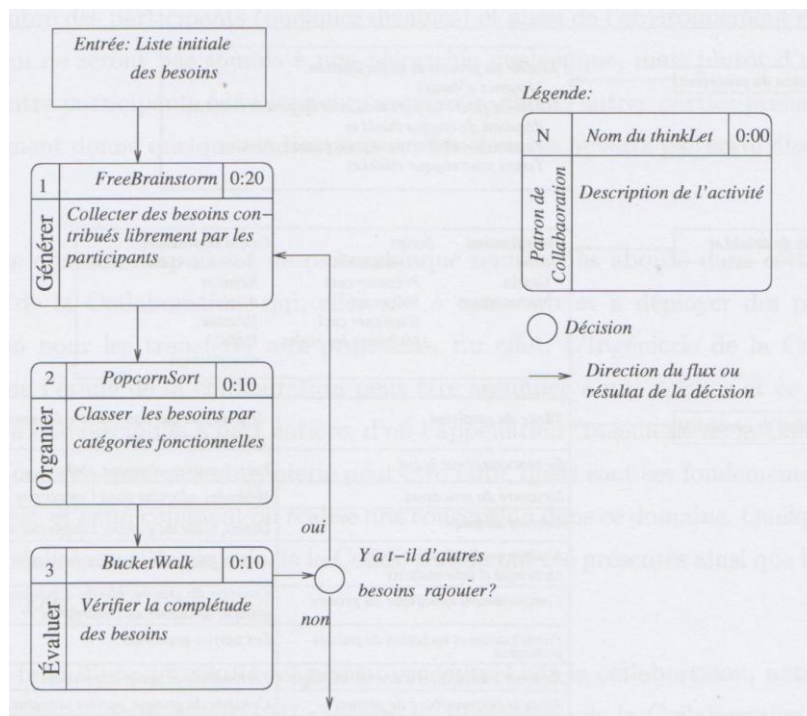 Entrée: Liste initiale
des besoins
1
FreeBrainstorm
0:20
Générer
Collecter des besoins con-
tribués librement par les
participants
2
PopcornSort
0:10
Organier
Classer les besoins par
catégories fonctionnelles
3
BucketWalk
0:10
Évaluer
Vérifier la complétude
des besoins
oui
Y a t-il d'autres
besoins rajouter?
non
Légende:
N
Nom du thinkLet
0:00
Patron de
Collabaoration
Description de l'activité
Décision
Direction du flux ou
résultat de la décision